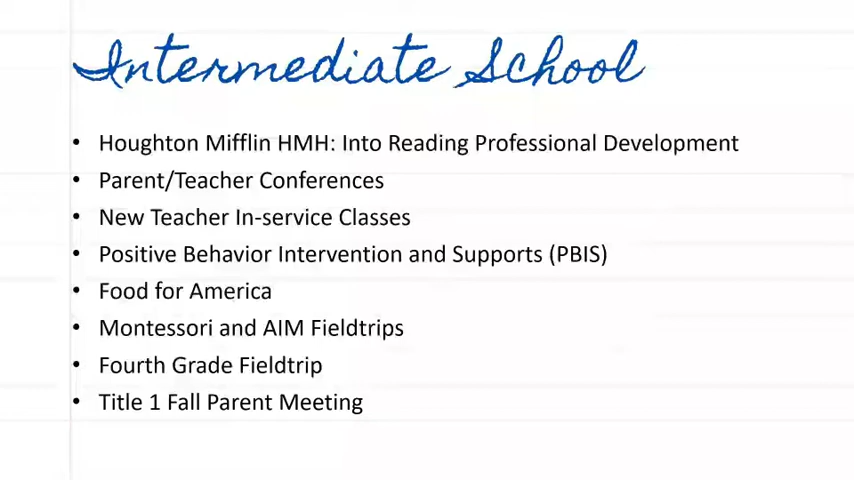 Intermediate School
• Houghton Mifflin HMH: Into Reading Professional Development
• Parent/Teacher Conferences
• New Teacher In-service Classes
• Positive Behavior Intervention and Supports (PBIS)
• Food for America
• Montessori and AIM Fieldtrips
• Fourth Grade Fieldtrip
• Title 1 Fall Parent Meeting